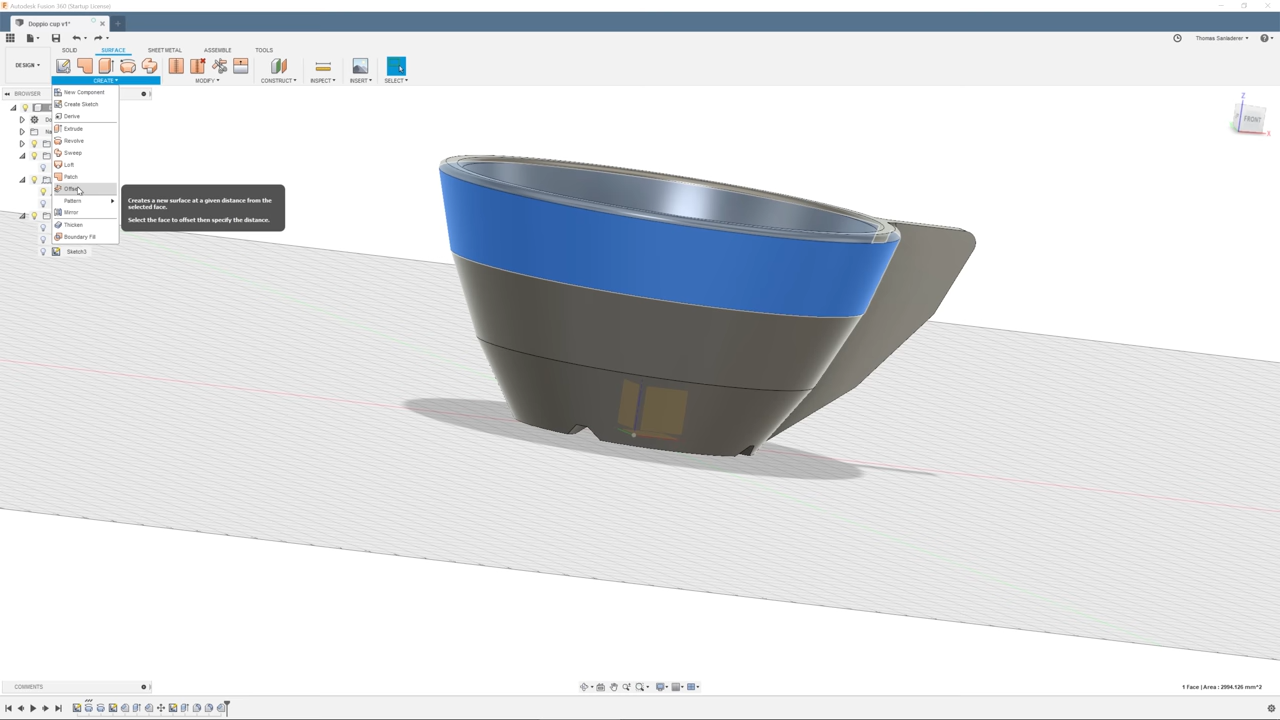 Autodesk Fusion 360 (Startup License)
Doppio cup v1*
Thomas Sanladerer
SOLID SURFACE SHEET METAL ASSEMBLE TOOLS
DESIGN
CREATE MODIFY CONSTRUCT INSPECT INSERT SELECT
BROWSER
New Component
Create Sketch
Derive
Extrude
Revolve
Sweep
Loft
Patch
Pattern
Mirror
Thicken
Boundary Fill
Sketch3
Creates a new surface at a given distance from the
selected face.
Select the face to offset then specify the distance.
Z
FRONT
X
COMMENTS
1 Face | Area : 2994.126 mm^2